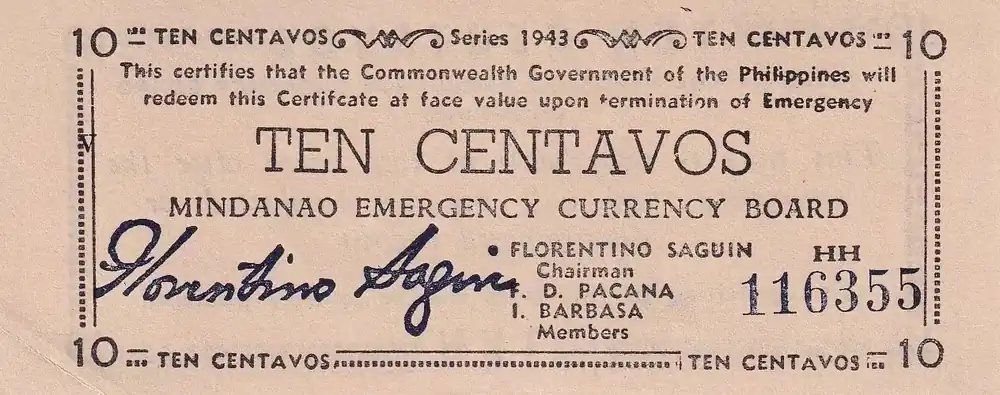 10 TEN CENTAVOS Series 1943 TEN CENTAVOS 10
This certifies that the Commonwealth Government of the Philippines will
redeem this Certifcate at face value upon termination of Emergency
V
TEN CENTAVOS
MINDANAO EMERGENCY CURRENCY BOARD
Florentino Saguin
FLORENTINO SAGUIN
Chairman
F. D. PACANA
I. BARBASA
Members
HH
116355
10 TEN CENTAVOS TEN CENTAVOS 10